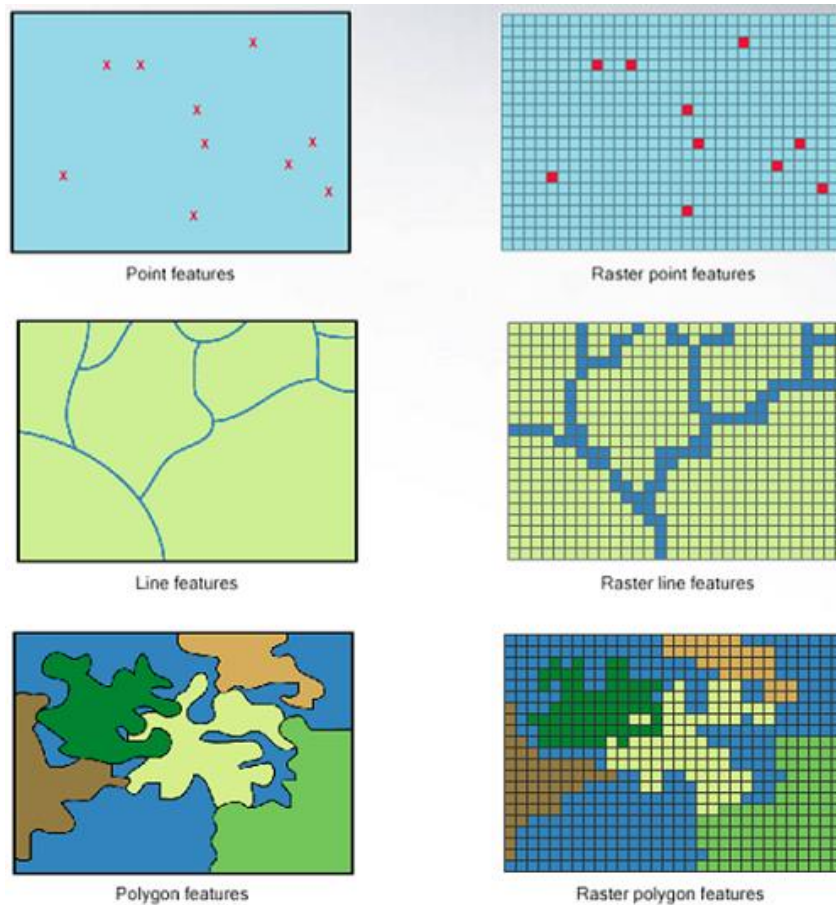 Point features
Raster point features
Line features
Raster line features
Polygon features
Raster polygon features